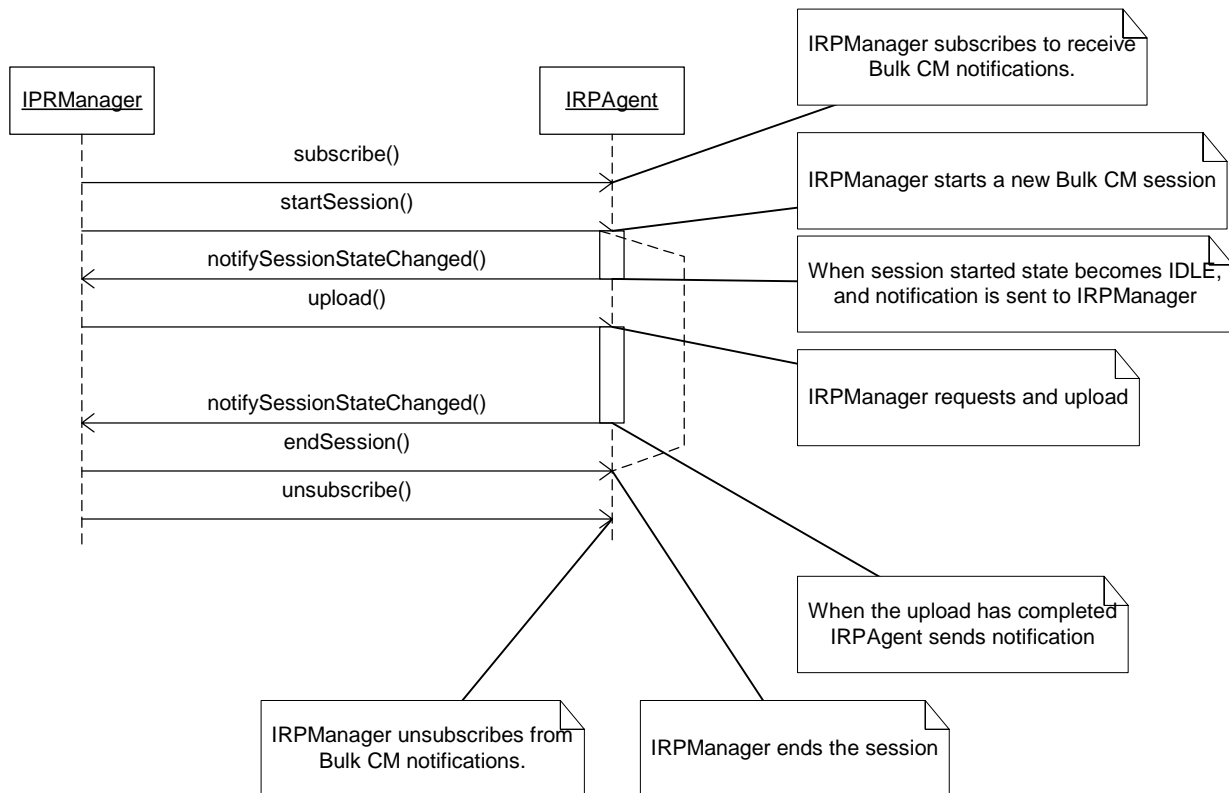 IRPManager subscribes to receive
Bulk CM notifications.
IPRManager
IRPAgent
subscribe()
IRPManager starts a new Bulk CM session
startSession()
notifySessionStateChanged()
When session started state becomes IDLE,
and notification is sent to IRPManager
upload()
IRPManager requests and upload
notifySessionStateChanged()
endSession()
unsubscribe()
When the upload has completed
IRPAgent sends notification
IRPManager unsubscribes from
Bulk CM notifications.
IRPManager ends the session